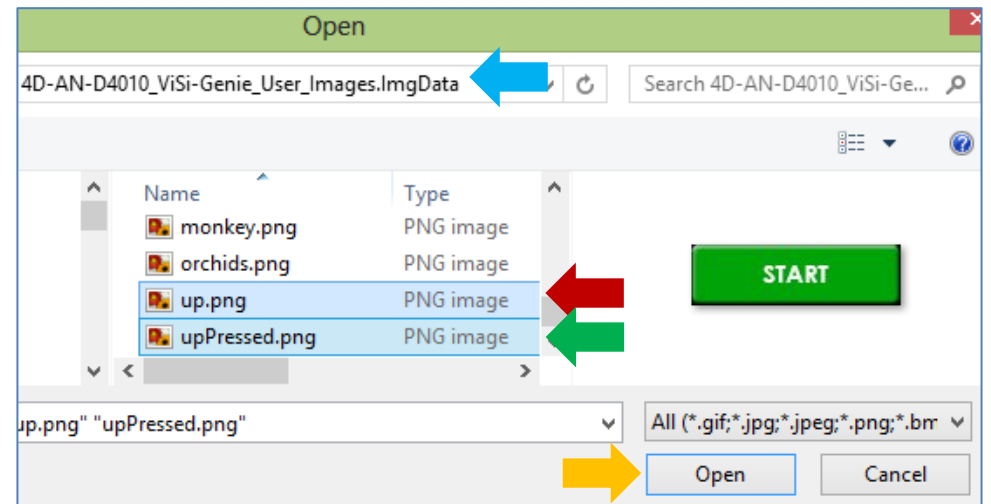 Open
4D-AN-D4010_ViSi-Genie_User_Images.ImgData
Search 4D-AN-D4010_ViSi-Ge...
Name Type
monkey.png PNG image
orchids.png PNG image
up.png PNG image
upPressed.png PNG image
START
up.png" "upPressed.png"
All (*.gif;*.jpg;*.jpeg;*.png;*.bm
Open Cancel